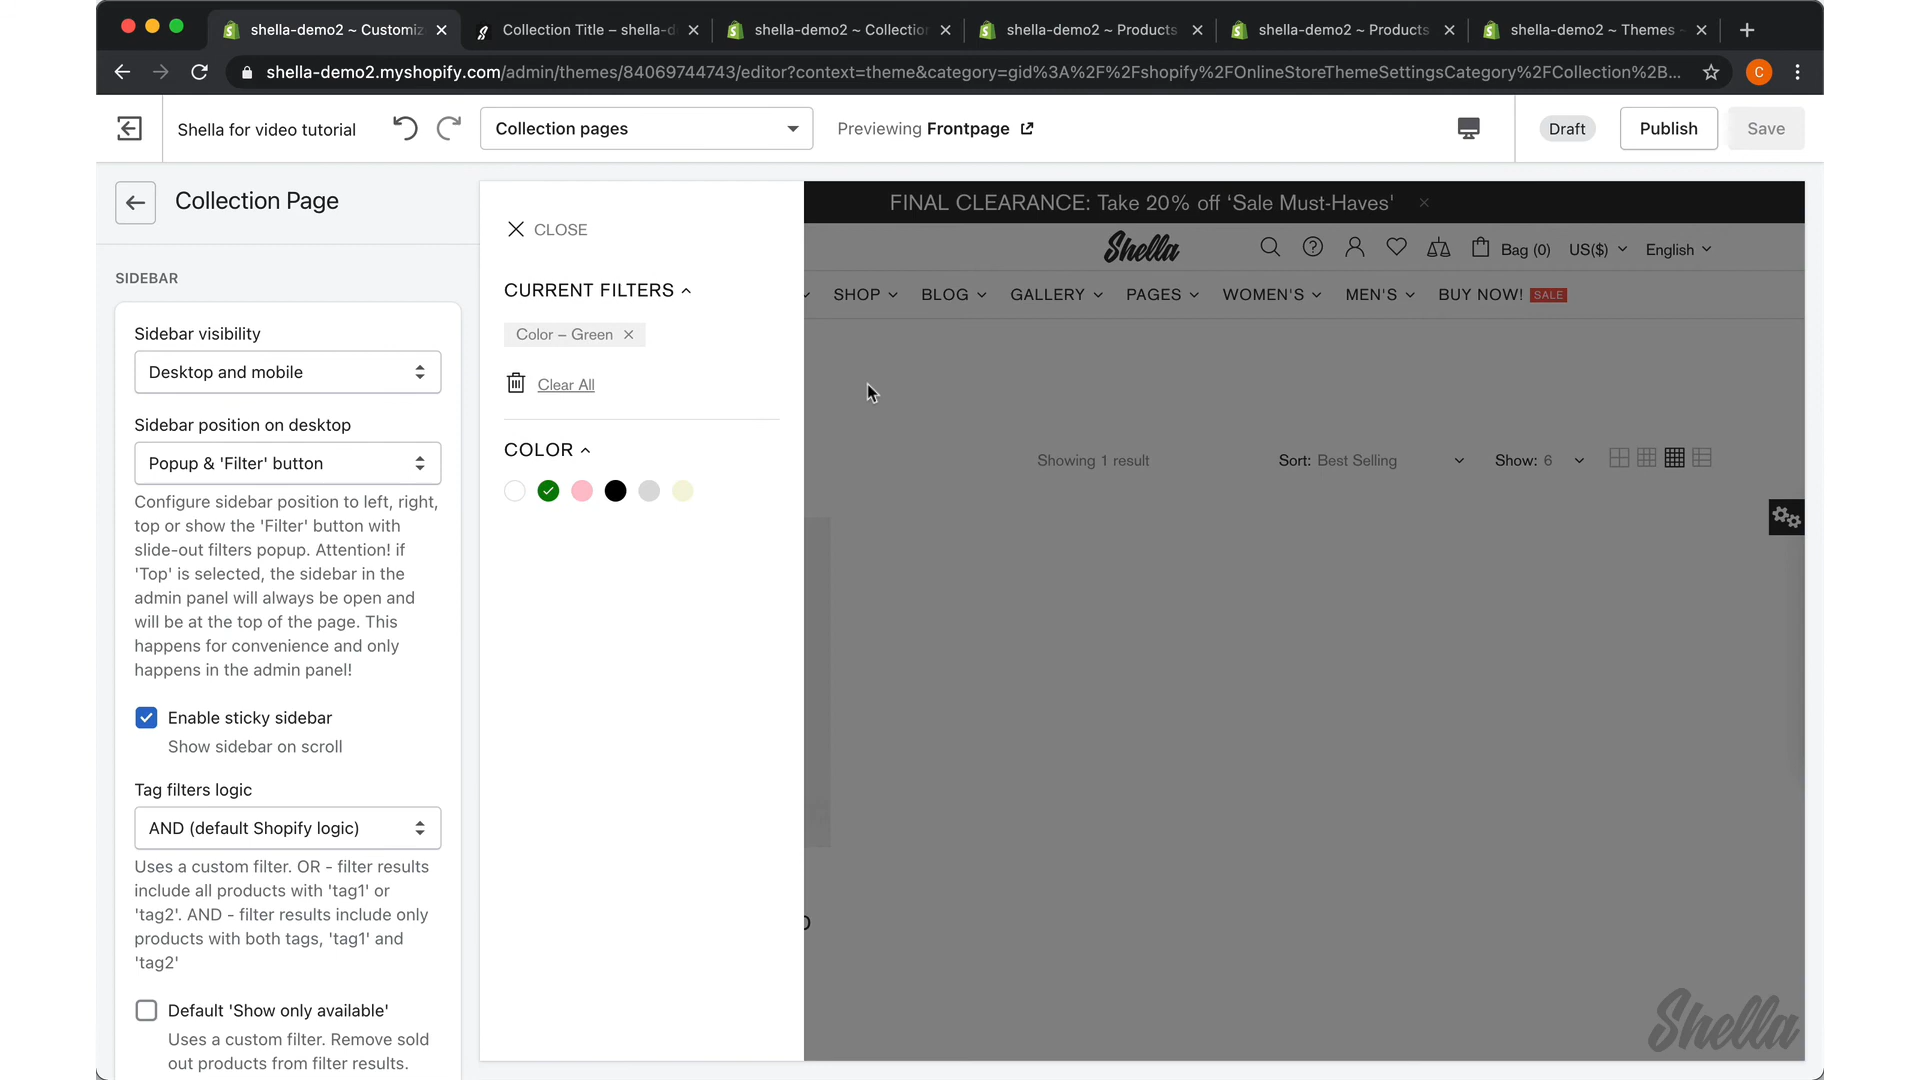 shella-demo2 ~ Customiz
Collection Title – shella-d
shella-demo2 ~ Collection
shella-demo2 ~ Products
shella-demo2 ~ Products
shella-demo2 ~ Themes
shella-demo2.myshopify.com/admin/themes/84069744743/editor?context=theme&category=gid%3A%2F%2Fshopify%2FOnlineStoreThemeSettingsCategory%2FCollection%2B...
C
Shella for video tutorial
Collection pages
Previewing Frontpage
Draft
Publish
Save
Collection Page
SIDEBAR
Sidebar visibility
Desktop and mobile
Sidebar position on desktop
Popup & 'Filter' button
Configure sidebar position to left, right,
top or show the 'Filter' button with
slide-out filters popup. Attention! if
'Top' is selected, the sidebar in the
admin panel will always be open and
will be at the top of the page. This
happens for convenience and only
happens in the admin panel!
Enable sticky sidebar
Show sidebar on scroll
Tag filters logic
AND (default Shopify logic)
Uses a custom filter. OR - filter results
include all products with 'tag1' or
'tag2'. AND - filter results include only
products with both tags, 'tag1' and
'tag2'
Default 'Show only available'
Uses a custom filter. Remove sold
out products from filter results.
CLOSE
CURRENT FILTERS
Color – Green
Clear All
COLOR
FINAL CLEARANCE: Take 20% off ‘Sale Must-Haves'
Shella
Bag (0)
US($)
English
SHOP
BLOG
GALLERY
PAGES
WOMEN'S
MEN'S
BUY NOW! SALE
Showing 1 result
Sort: Best Selling
Show: 6
Shella